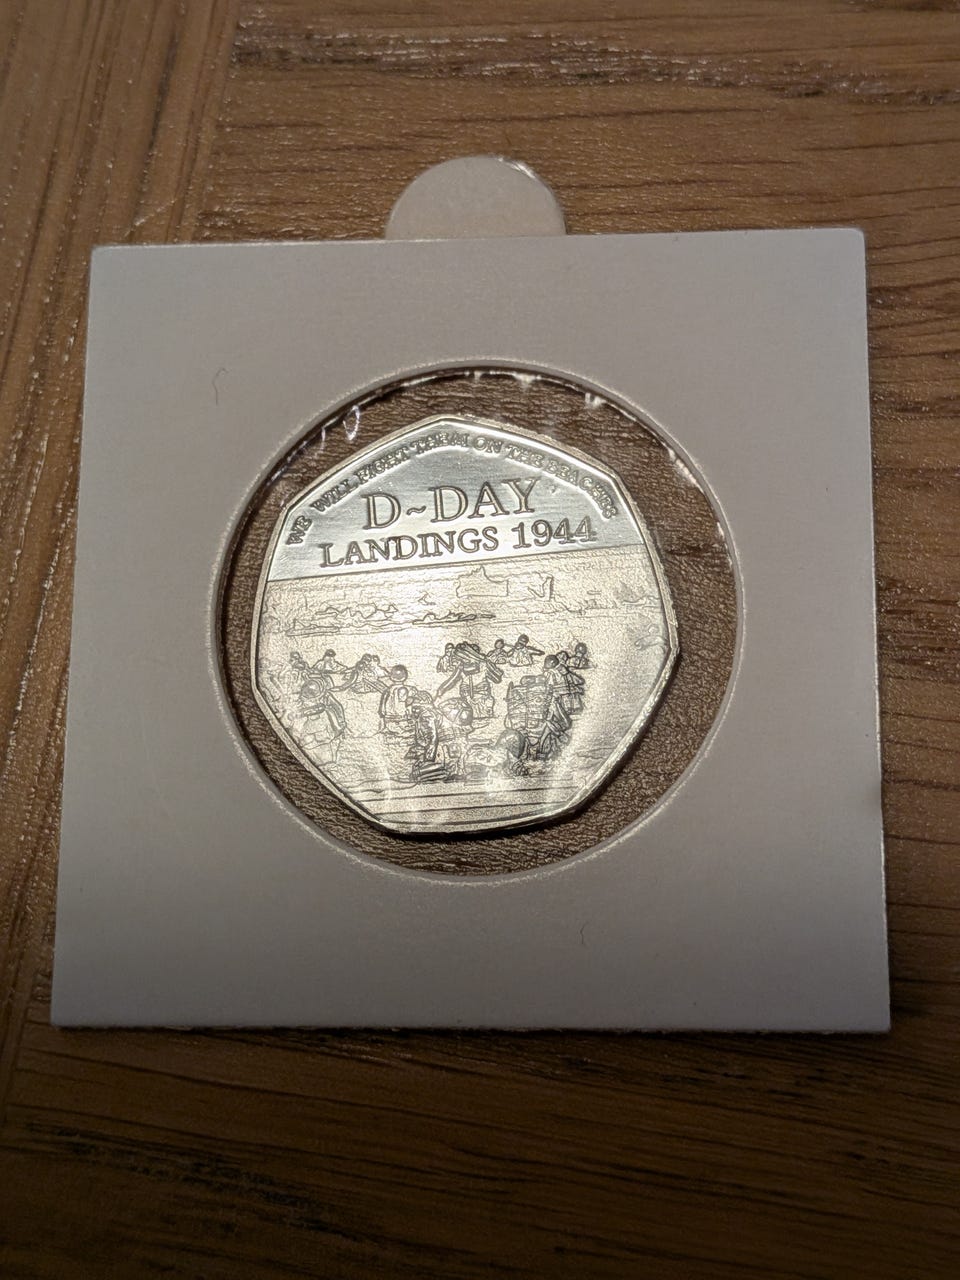 WE WILL FIGHT THEM ON THE BEACHES
D~DAY
LANDINGS 1944